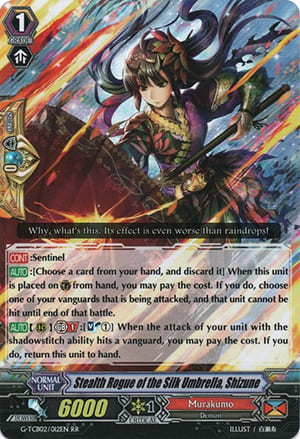 1
GRADE
0
Why, what's this. Its effect is even worse than raindrops!
CONT :Sentinel
AUTO :[Choose a card from your hand, and discard it] When this unit
is placed on G from hand, you may pay the cost. If you do, choose
one of your vanguards that is being attacked, and that unit cannot be
hit until end of that battle.
AUTO [ ] [CB 1] : [V 1] When the attack of your unit with the
shadowstitch ability hits a vanguard, you may pay the cost. If you
do, return this unit to hand.
NORMAL
UNIT
Stealth Rogue of the Silk Umbrella, Shizune
POWER
6000
1
CRITICAL
Murakumo
Demon
G-TCB02/012EN RR
ILLUST / 百瀬寿